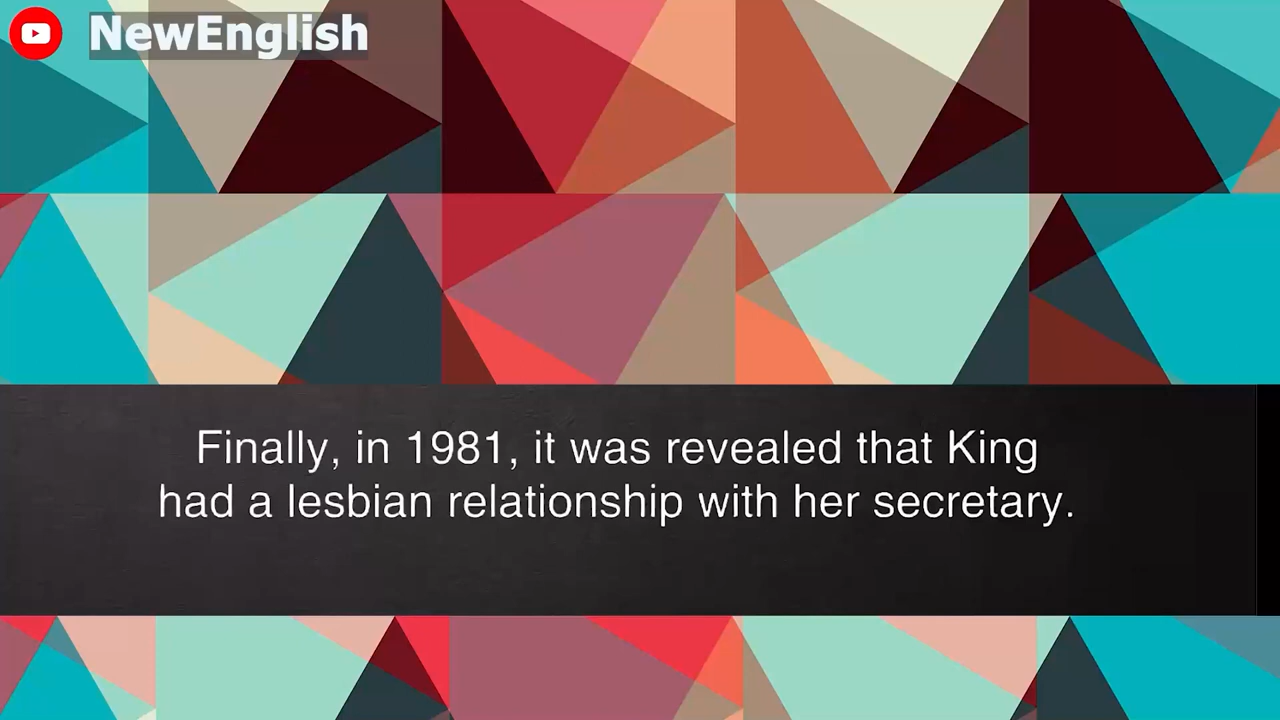 NewEnglish
Finally, in 1981, it was revealed that King
had a lesbian relationship with her secretary.